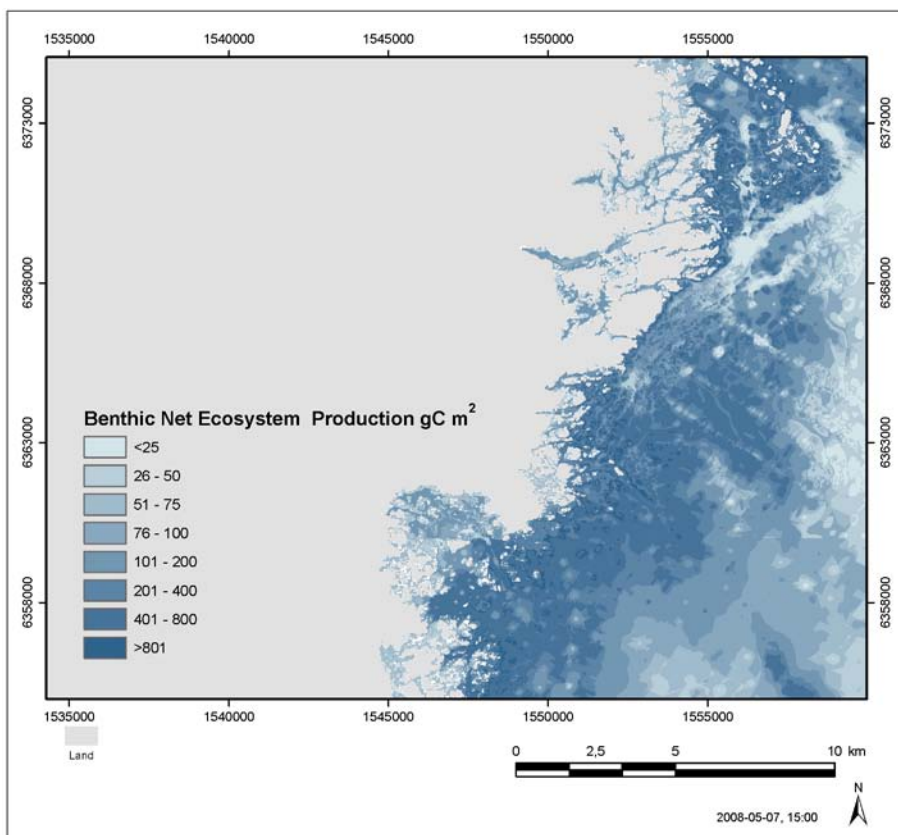 1535000 1540000 1545000 1550000 1555000
6373000 6373000
6368000 6368000
6363000 6363000
6358000 6358000
Benthic Net Ecosystem Production gC m²
<25
26 - 50
51 - 75
76 - 100
101 - 200
201 - 400
401 - 800
>801
1535000 1540000 1545000 1550000 1555000
Land
0 2,5 5 10 km
N
2008-05-07, 15:00